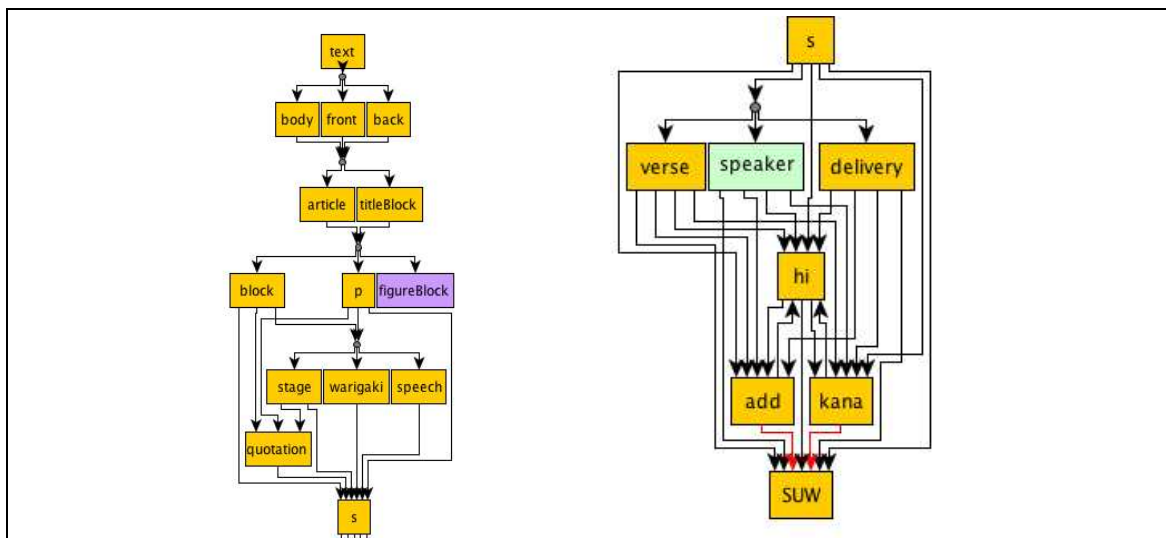 text
body front back
article titleBlock
block p figureBlock
stage warigaki speech
quotation
s
s
verse speaker delivery
hi
add kana
SUW